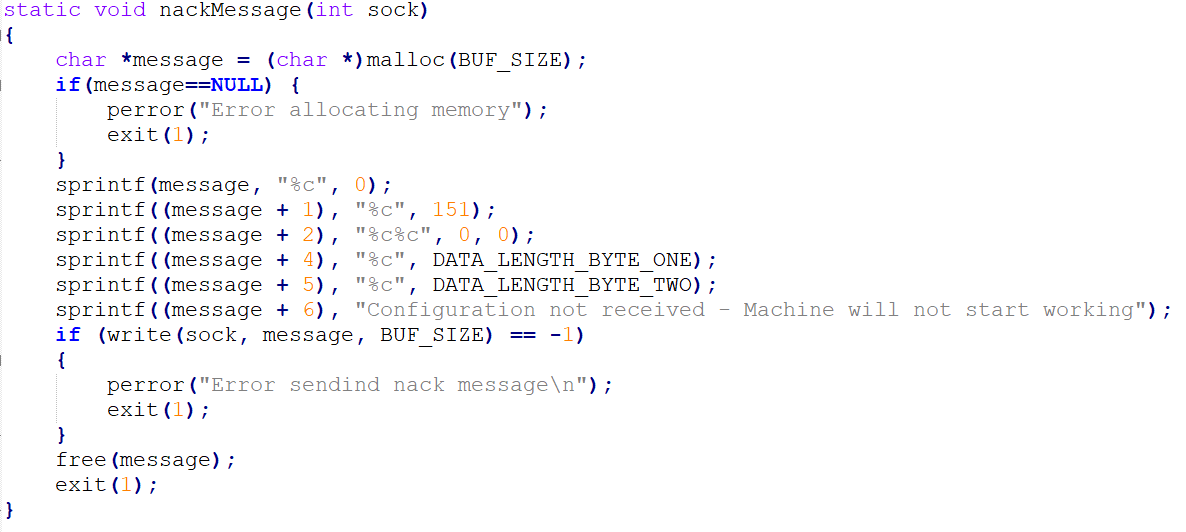 static void nackMessage(int sock)
{
    char *message = (char *)malloc(BUF_SIZE);
    if(message==NULL) {
        perror("Error allocating memory");
        exit(1);
    }
    sprintf(message, "%c", 0);
    sprintf((message + 1), "%c", 151);
    sprintf((message + 2), "%c%c", 0, 0);
    sprintf((message + 4), "%c", DATA_LENGTH_BYTE_ONE);
    sprintf((message + 5), "%c", DATA_LENGTH_BYTE_TWO);
    sprintf((message + 6), "Configuration not received - Machine will not start working");
    if (write(sock, message, BUF_SIZE) == -1)
    {
        perror("Error sendind nack message\n");
        exit(1);
    }
    free(message);
    exit(1);
}